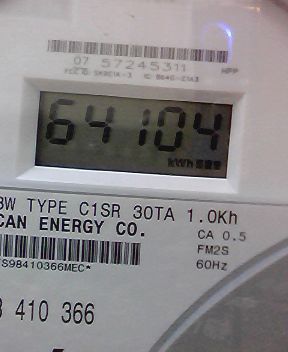 07 57245311
64104
kWh
3W TYPE C1SR 30TA 1.0Kh
CAN ENERGY CO.
CA 0.5
FM2S
S98410366MEC*
60Hz
410 366